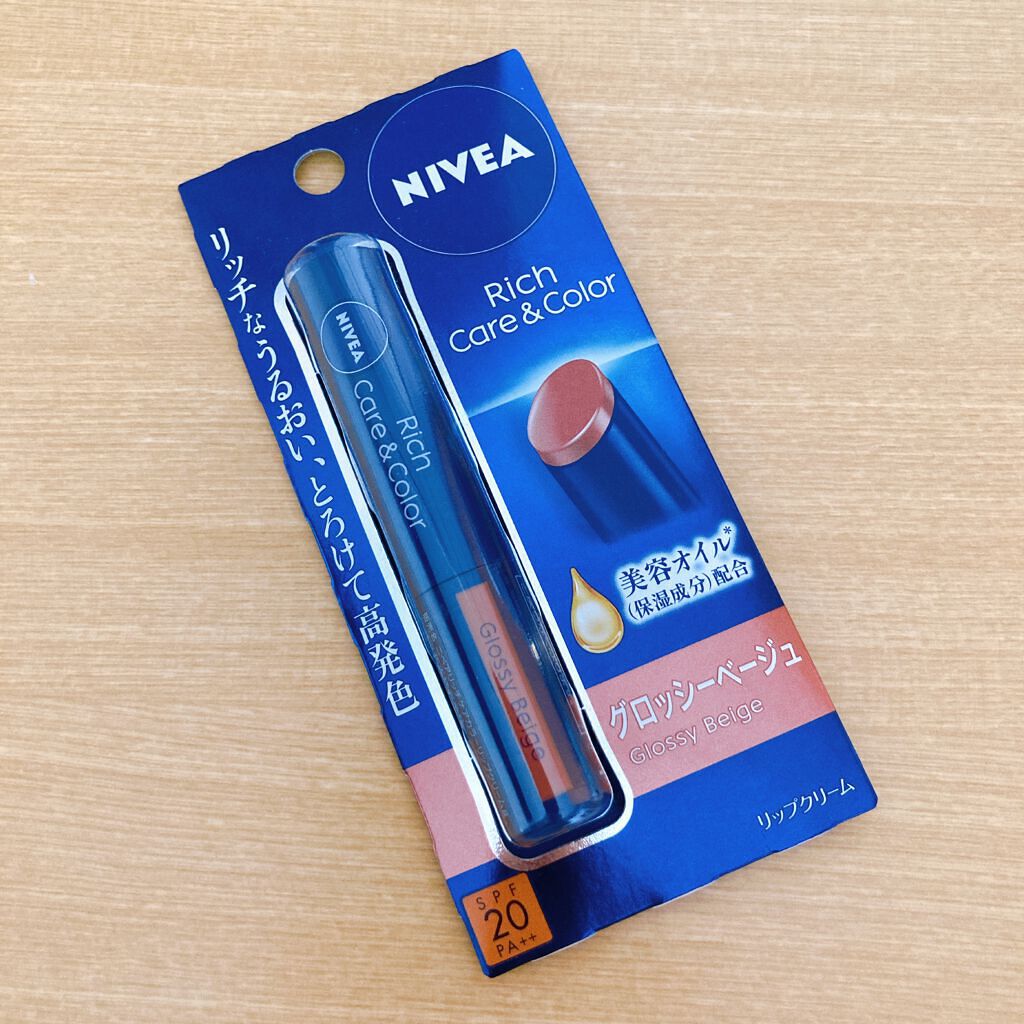 NIVEA
Rich
Care & Color
リッチなうるおい、とろけて高発色
NIVEA
Rich
Care & Color
Glossy Beige
美容オイル*
(保湿成分)配合
グロッシーベージュ
Glossy Beige
リップクリーム
SPF
20
PA++